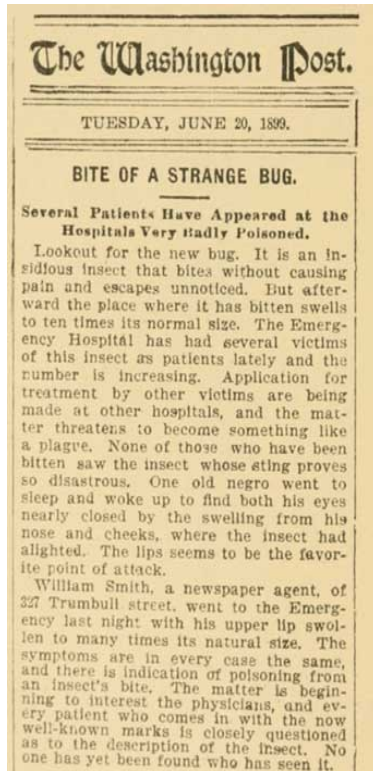 The Washington Post.
TUESDAY, JUNE 20, 1899.
BITE OF A STRANGE BUG.
Several Patients Have Appeared at the
Hospitals Very Badly Poisoned.
Lookout for the new bug. It is an in-
sidious insect that bites without causing
pain and escapes unnoticed. But after-
ward the place where it has bitten swells
to ten times its normal size. The Emerg-
ency Hospital has had several victims
of this insect as patients lately and the
number is increasing. Application for
treatment by other victims are being
made at other hospitals, and the mat-
ter threatens to become something like
a plague. None of those who have been
bitten saw the insect whose sting proves
so disastrous. One old negro went to
sleep and woke up to find both his eyes
nearly closed by the swelling from his
nose and cheeks, where the insect had
alighted. The lips seems to be the favor-
ite point of attack.
William Smith, a newspaper agent, of
327 Trumbull street, went to the Emerg-
ency last night with his upper lip swol-
len to many times its natural size. The
symptoms are in every case the same,
and there is indication of poisoning from
an insect's bite. The matter is begin-
ning to interest the physicians, and ev-
ery patient who comes in with the now
well-known marks is closely questioned
as to the description of the insect. No
one has yet been found who has seen it.